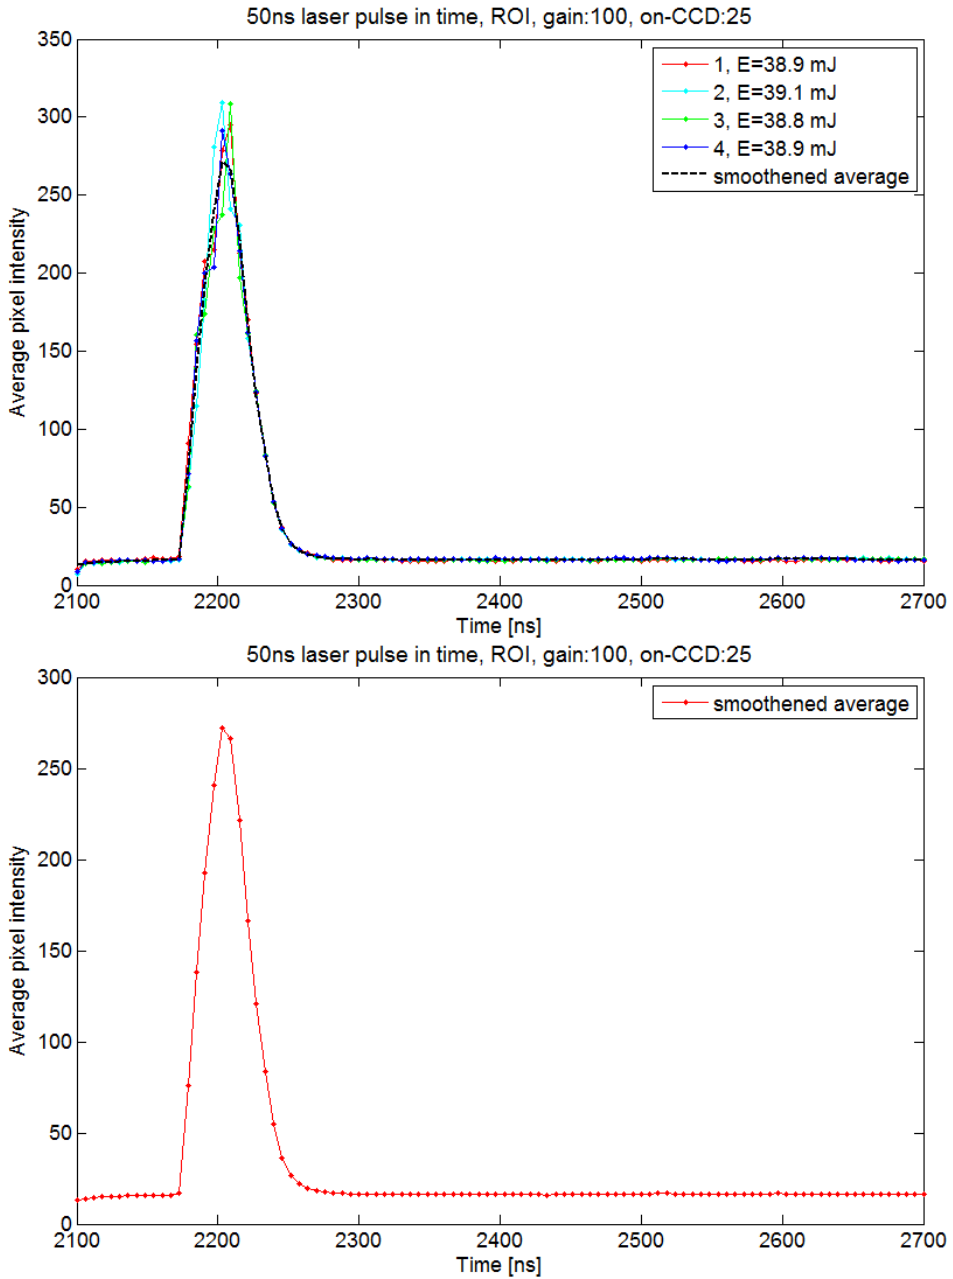 50ns laser pulse in time, ROI, gain:100, on-CCD:25
350
300
250
200
150
100
50
0
Average pixel intensity
1, E=38.9 mJ
2, E=39.1 mJ
3, E=38.8 mJ
4, E=38.9 mJ
smoothened average
2100 2200 2300 2400 2500 2600 2700
Time [ns]
50ns laser pulse in time, ROI, gain:100, on-CCD:25
300
250
200
150
100
50
0
Average pixel intensity
smoothened average
2100 2200 2300 2400 2500 2600 2700
Time [ns]